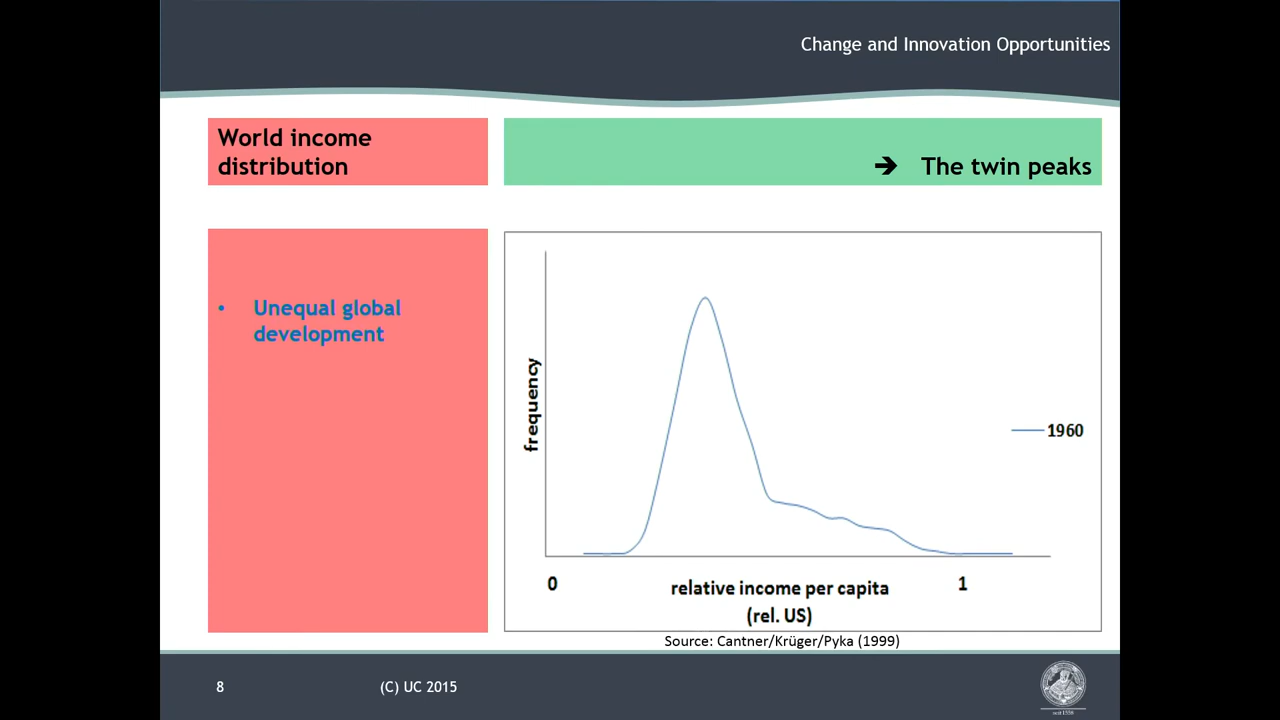 Change and Innovation Opportunities
World income
distribution
➔ The twin peaks
• Unequal global
development
frequency
1960
0
1
relative income per capita
(rel. US)
Source: Cantner/Krüger/Pyka (1999)
8
(C) UC 2015